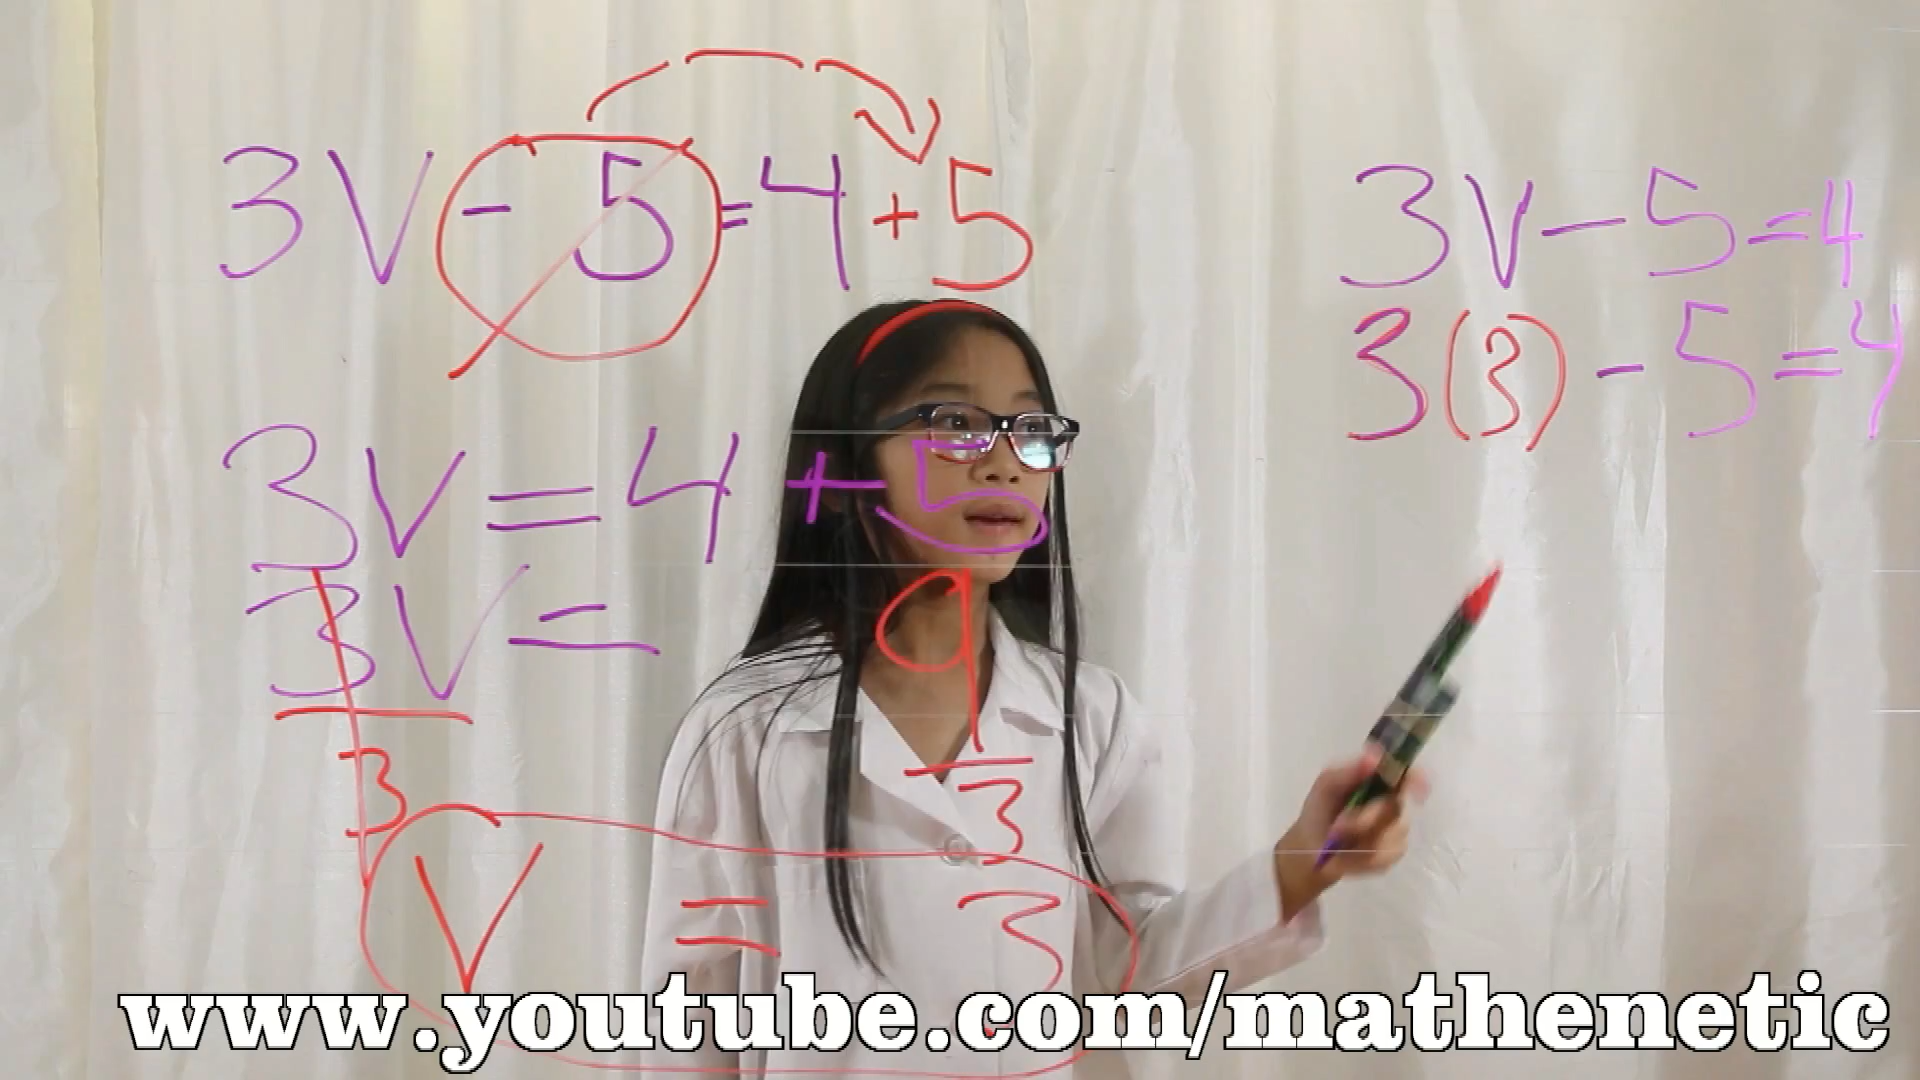 3V - 5 = 4 + 5
3V = 4 + 5
3V = 9
3 3
V = 3
3V - 5 = 4
3(3) - 5 = 4
www.youtube.com/mathenetic